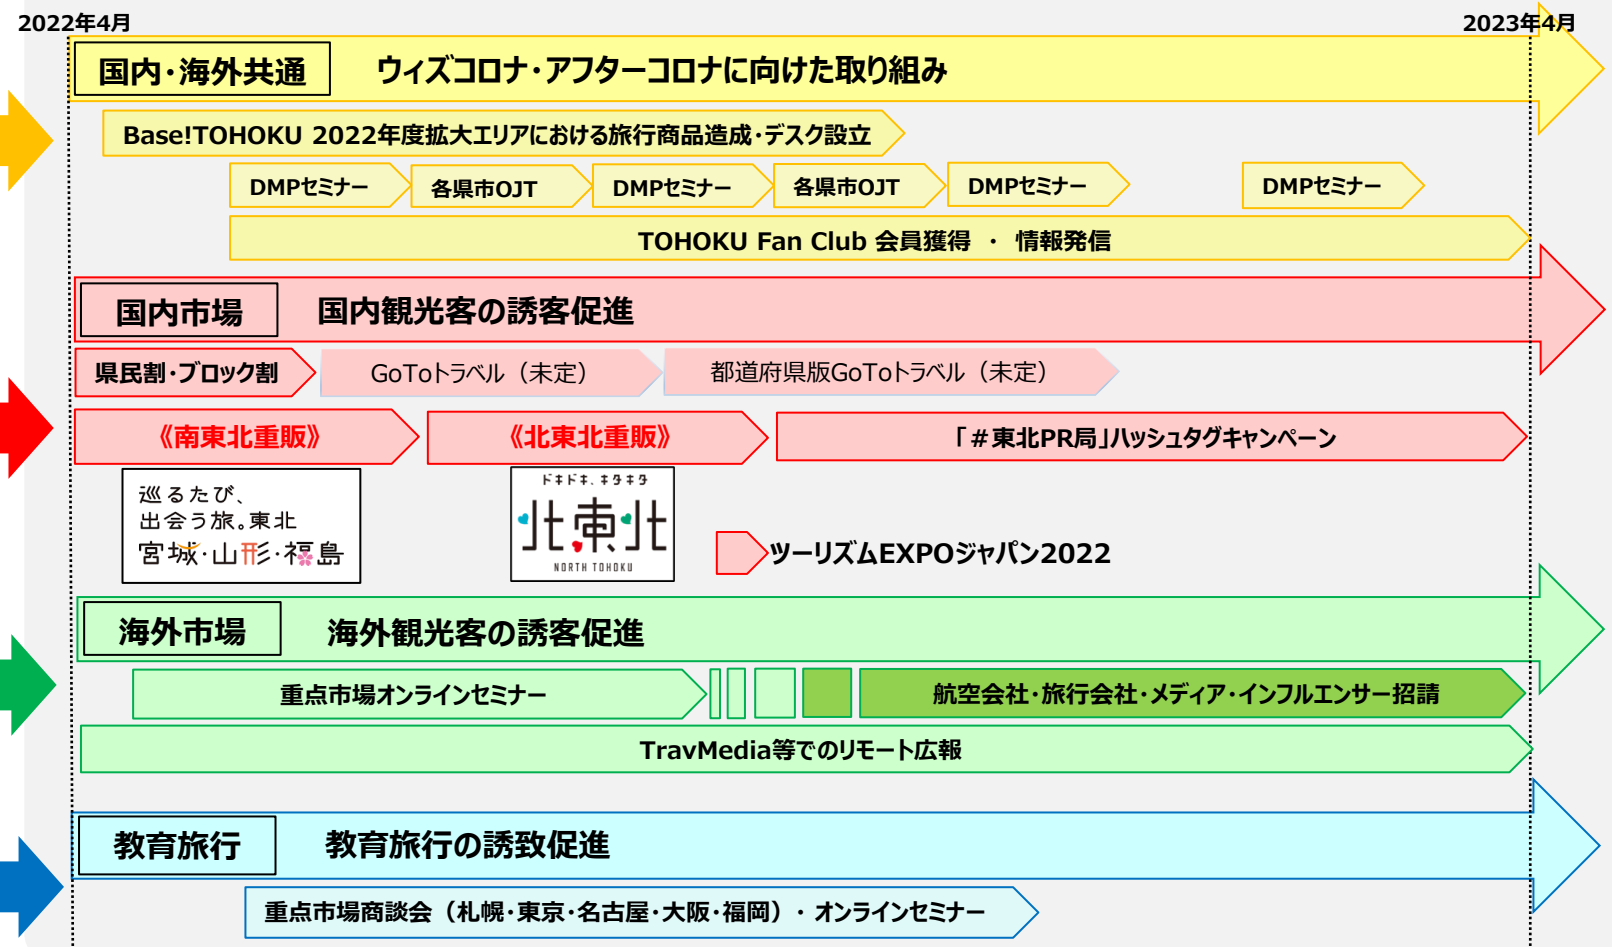 2022年4月
2023年4月
国内・海外共通
ウィズコロナ・アフターコロナに向けた取り組み
Base!TOHOKU 2022年度拡大エリアにおける旅行商品造成・デスク設立
DMPセミナー
各県市OJT
DMPセミナー
各県市OJT
DMPセミナー
DMPセミナー
TOHOKU Fan Club 会員獲得 ・ 情報発信
国内市場
国内観光客の誘客促進
県民割・ブロック割
GoToトラベル（未定）
都道府県版GoToトラベル（未定）
《南東北重販》
《北東北重販》
「＃東北PR局」ハッシュタグキャンペーン
巡るたび、
出会う旅。東北
宮城・山形・福島
ドキドキ、キタキタ
北東北
NORTH TOHOKU
ツーリズムEXPOジャパン2022
海外市場
海外観光客の誘客促進
重点市場オンラインセミナー
航空会社・旅行会社・メディア・インフルエンサー招請
TravMedia等でのリモート広報
教育旅行
教育旅行の誘致促進
重点市場商談会（札幌・東京・名古屋・大阪・福岡）・オンラインセミナー